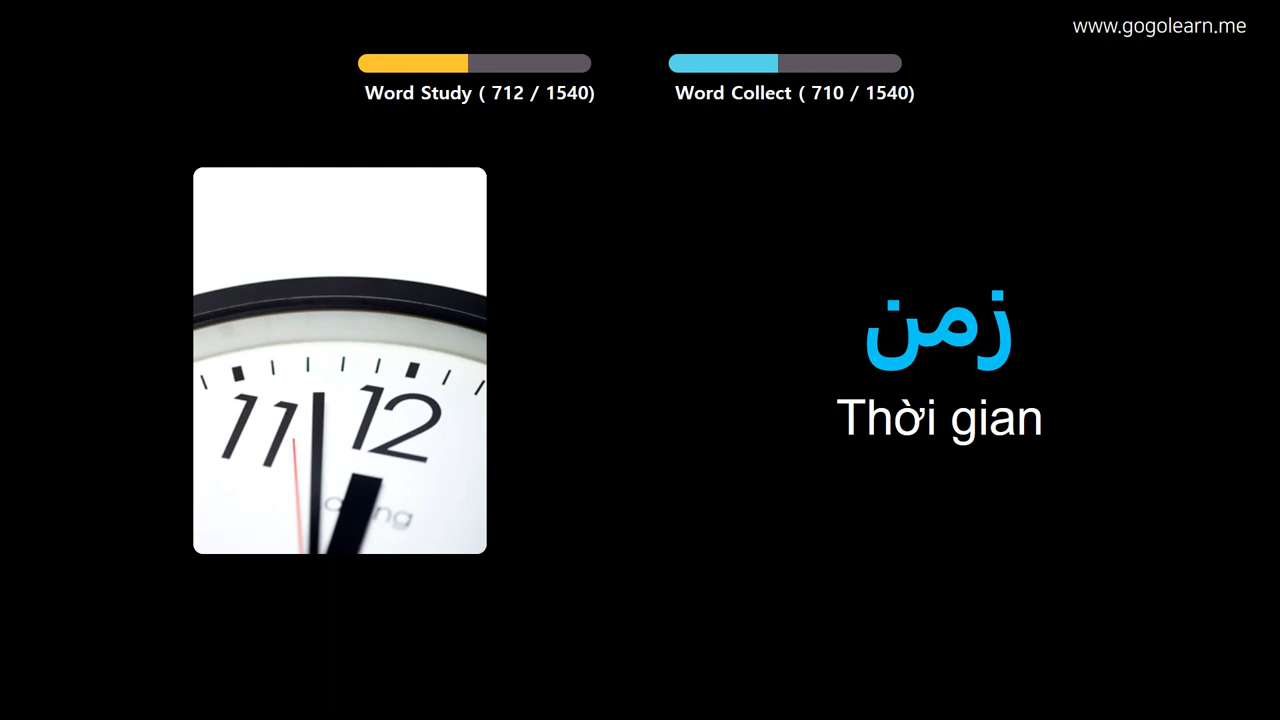 www.gogolearn.me
Word Study ( 712 / 1540)
Word Collect ( 710 / 1540)
11 12
زمن
Thời gian